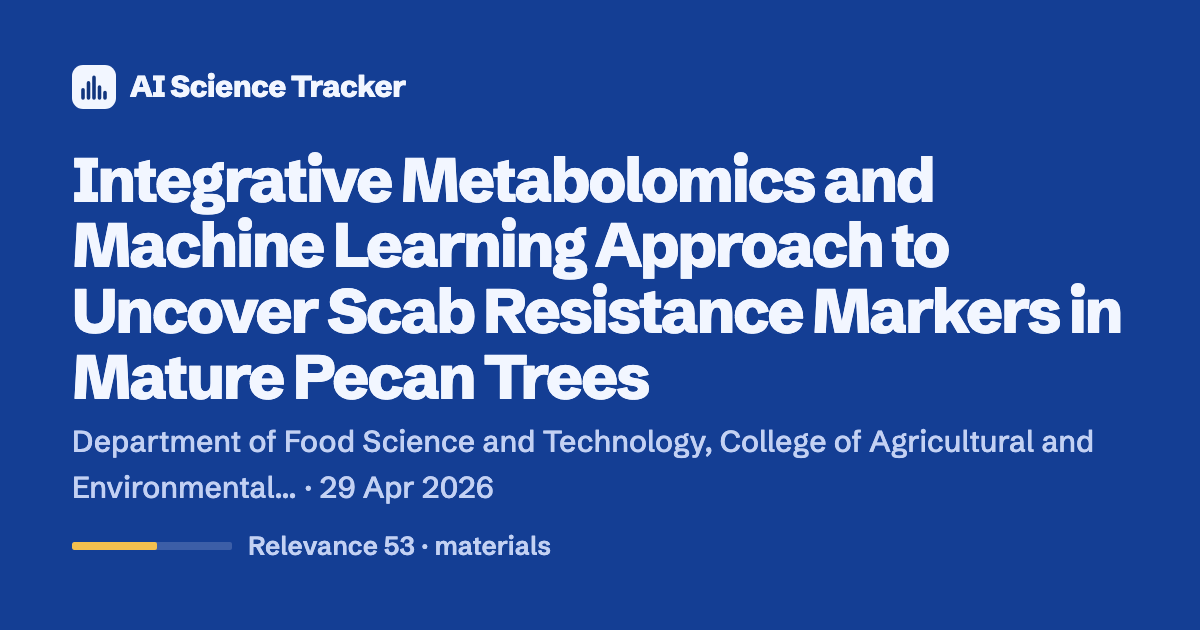 AI Science Tracker
Integrative Metabolomics and
Machine Learning Approach to
Uncover Scab Resistance Markers in
Mature Pecan Trees
Department of Food Science and Technology, College of Agricultural and
Environmental... · 29 Apr 2026
Relevance 53 · materials